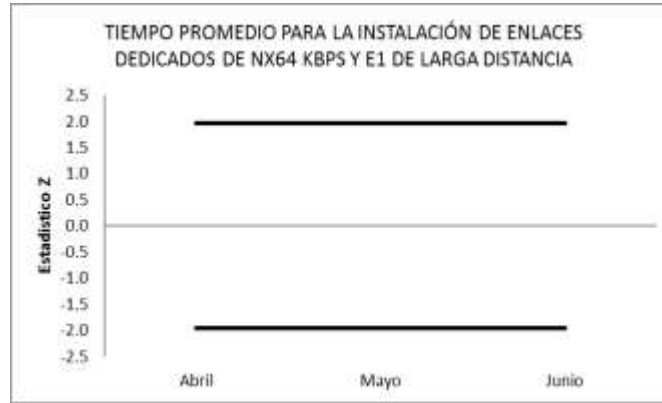 TIEMPO PROMEDIO PARA LA INSTALACIÓN DE ENLACES
DEDICADOS DE NX64 KBPS Y E1 DE LARGA DISTANCIA
2.5
2.0
1.5
1.0
0.5
0.0
-0.5
-1.0
-1.5
-2.0
-2.5
Estadístico Z
Abril Mayo Junio